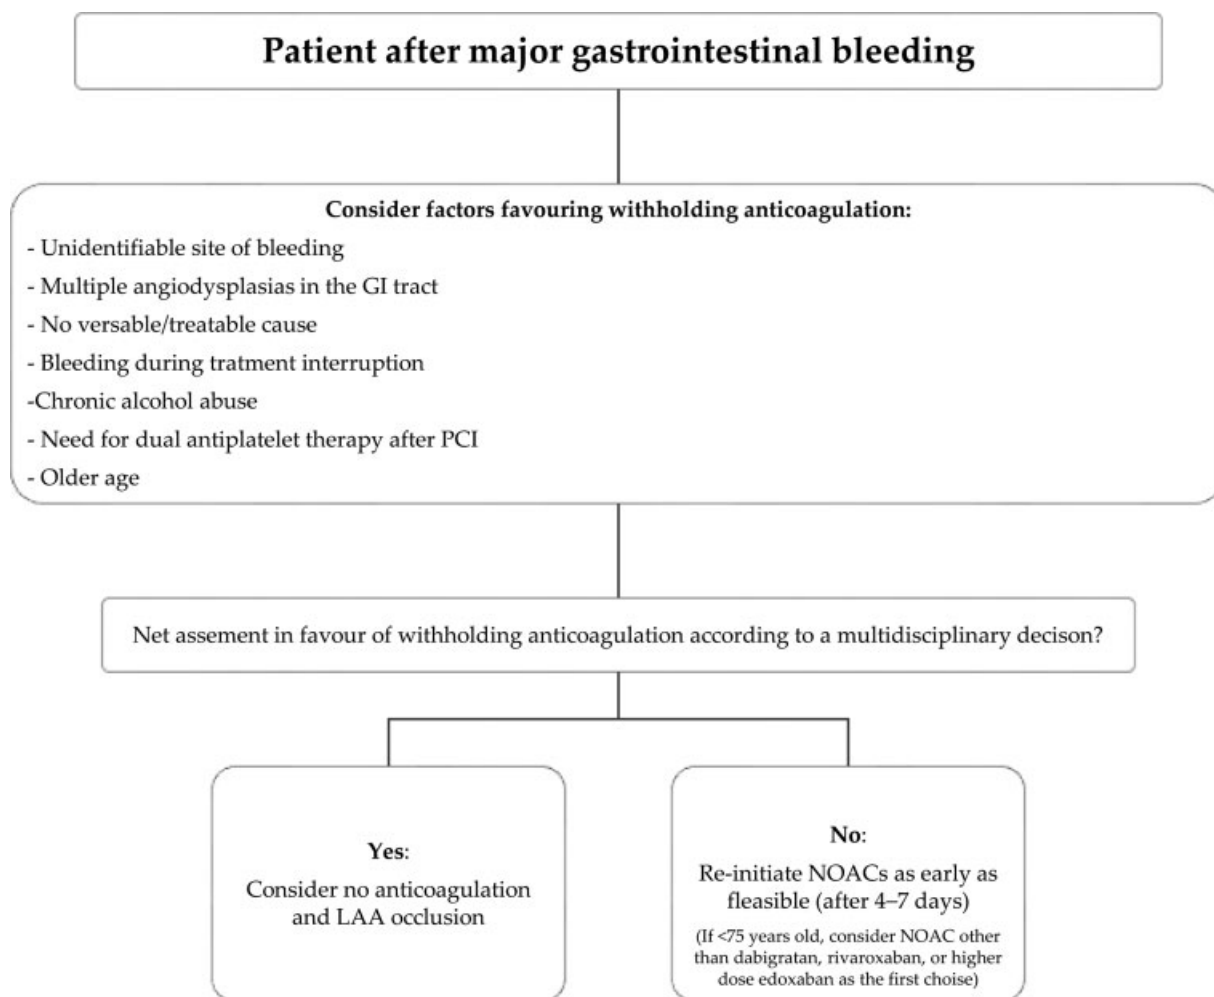 Patient after major gastrointestinal bleeding
Consider factors favouring withholding anticoagulation:
- Unidentifiable site of bleeding
- Multiple angiodysplasias in the GI tract
- No versable/treatable cause
- Bleeding during tratment interruption
-Chronic alcohol abuse
- Need for dual antiplatelet therapy after PCI
- Older age
Net assement in favour of withholding anticoagulation according to a multidisciplinary decison?
Yes:
Consider no anticoagulation
and LAA occlusion
No:
Re-initiate NOACs as early as
fleasible (after 4–7 days)
(If <75 years old, consider NOAC other
than dabigratan, rivaroxaban, or higher
dose edoxaban as the first choise)